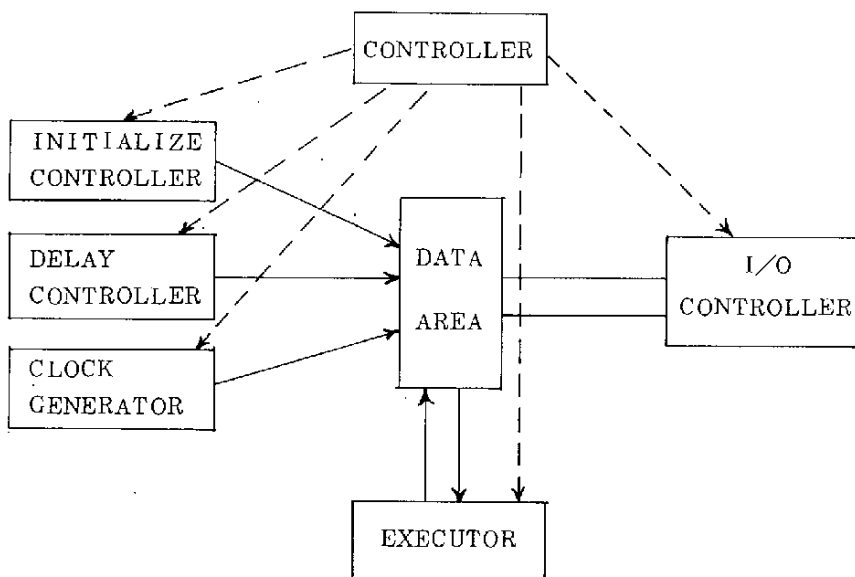 CONTROLLER
INITIALIZE
CONTROLLER
DELAY
CONTROLLER
CLOCK
GENERATOR
DATA
AREA
I/O
CONTROLLER
EXECUTOR